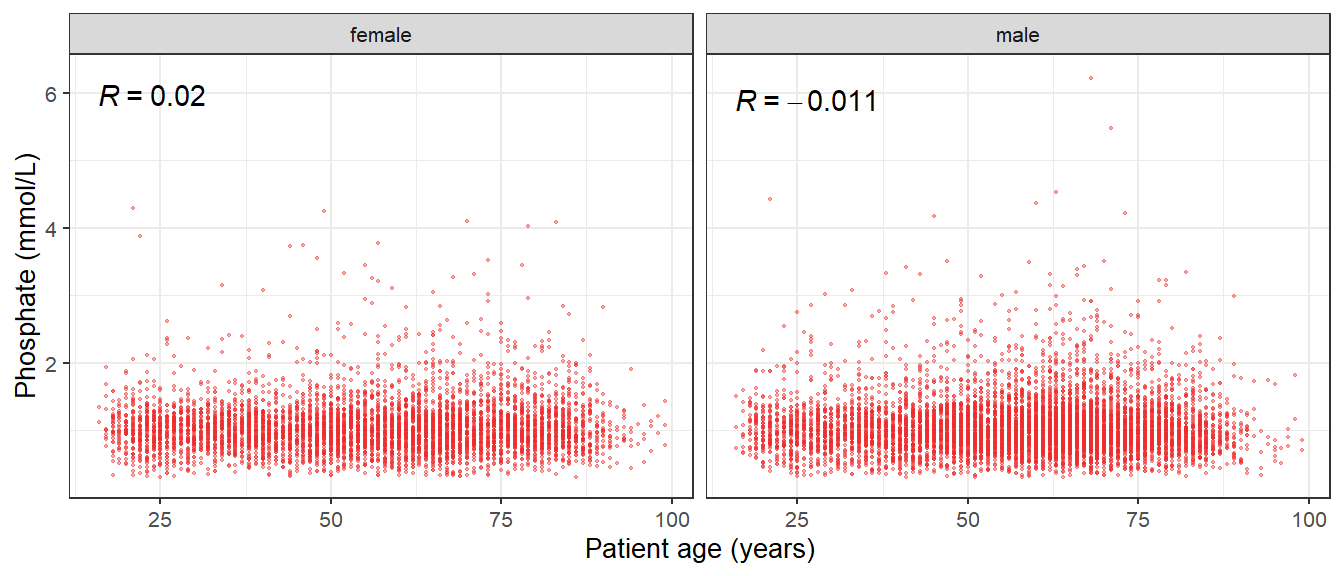 female
male
R = 0.02
R = −0.011
Phosphate (mmol/L)
6
4
2
25 50 75 100
25 50 75 100
Patient age (years)